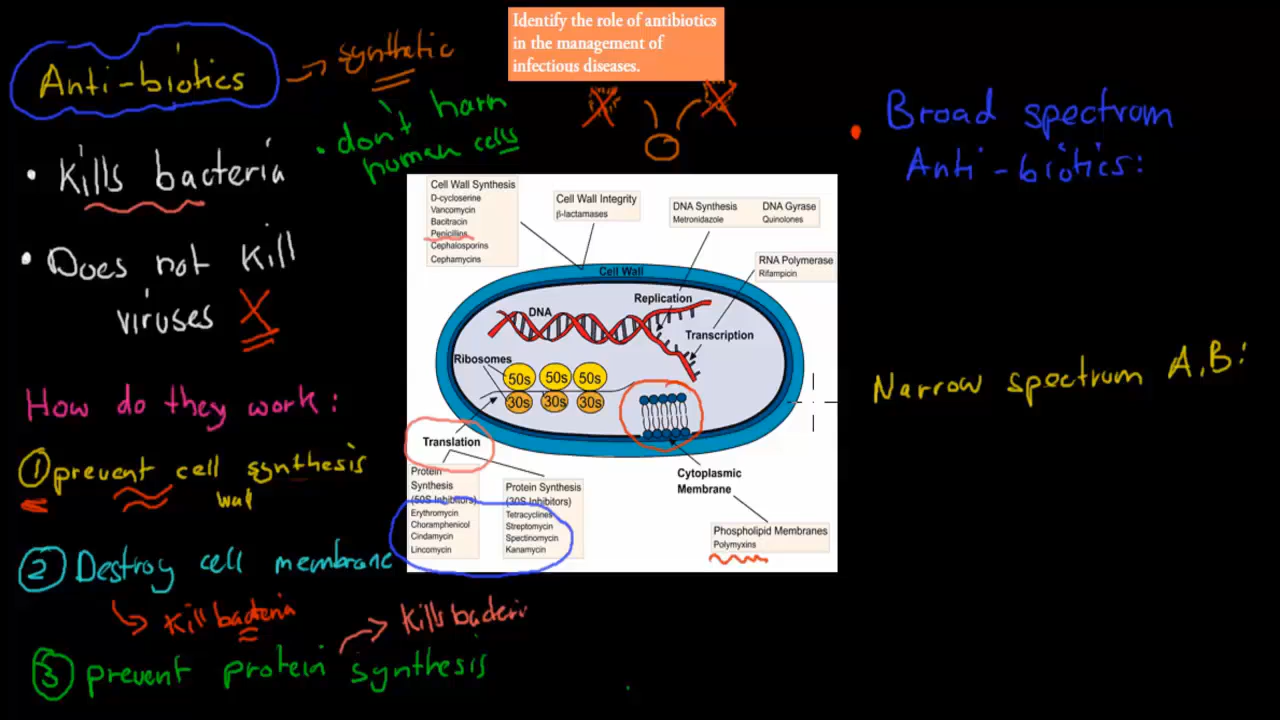 Identify the role of antibiotics
in the management of
infectious diseases.
Anti-biotics
synthetic
• don't harm
human cells
• Kills bacteria
• Does not kill
viruses X
How do they work:
① prevent cell synthesis
wall
② Destroy cell membrane
Kill bacteria
③ prevent protein synthesis
Kills bacteri
Cell Wall Synthesis
D-cycloserine
Vancomycin
Bacitracin
Penicillins
Cephalosporins
Cephamycins
Cell Wall Integrity
β-lactamases
DNA Synthesis
Metronidazole
DNA Gyrase
Quinolones
RNA Polymerase
Rifampicin
Cell Wall
DNA
Replication
Transcription
Ribosomes
50s 50s 50s
30s 30s 30s
Translation
Protein
Synthesis
(50S Inhibitors)
Erythromycin
Choramphenicol
Cindamycin
Lincomycin
Protein Synthesis
(30S Inhibitors)
Tetracyclines
Streptomycin
Spectinomycin
Kanamycin
Cytoplasmic
Membrane
Phospholipid Membranes
Polymyxins
• Broad spectrum
Anti-biotics:
Narrow spectrum A,B: